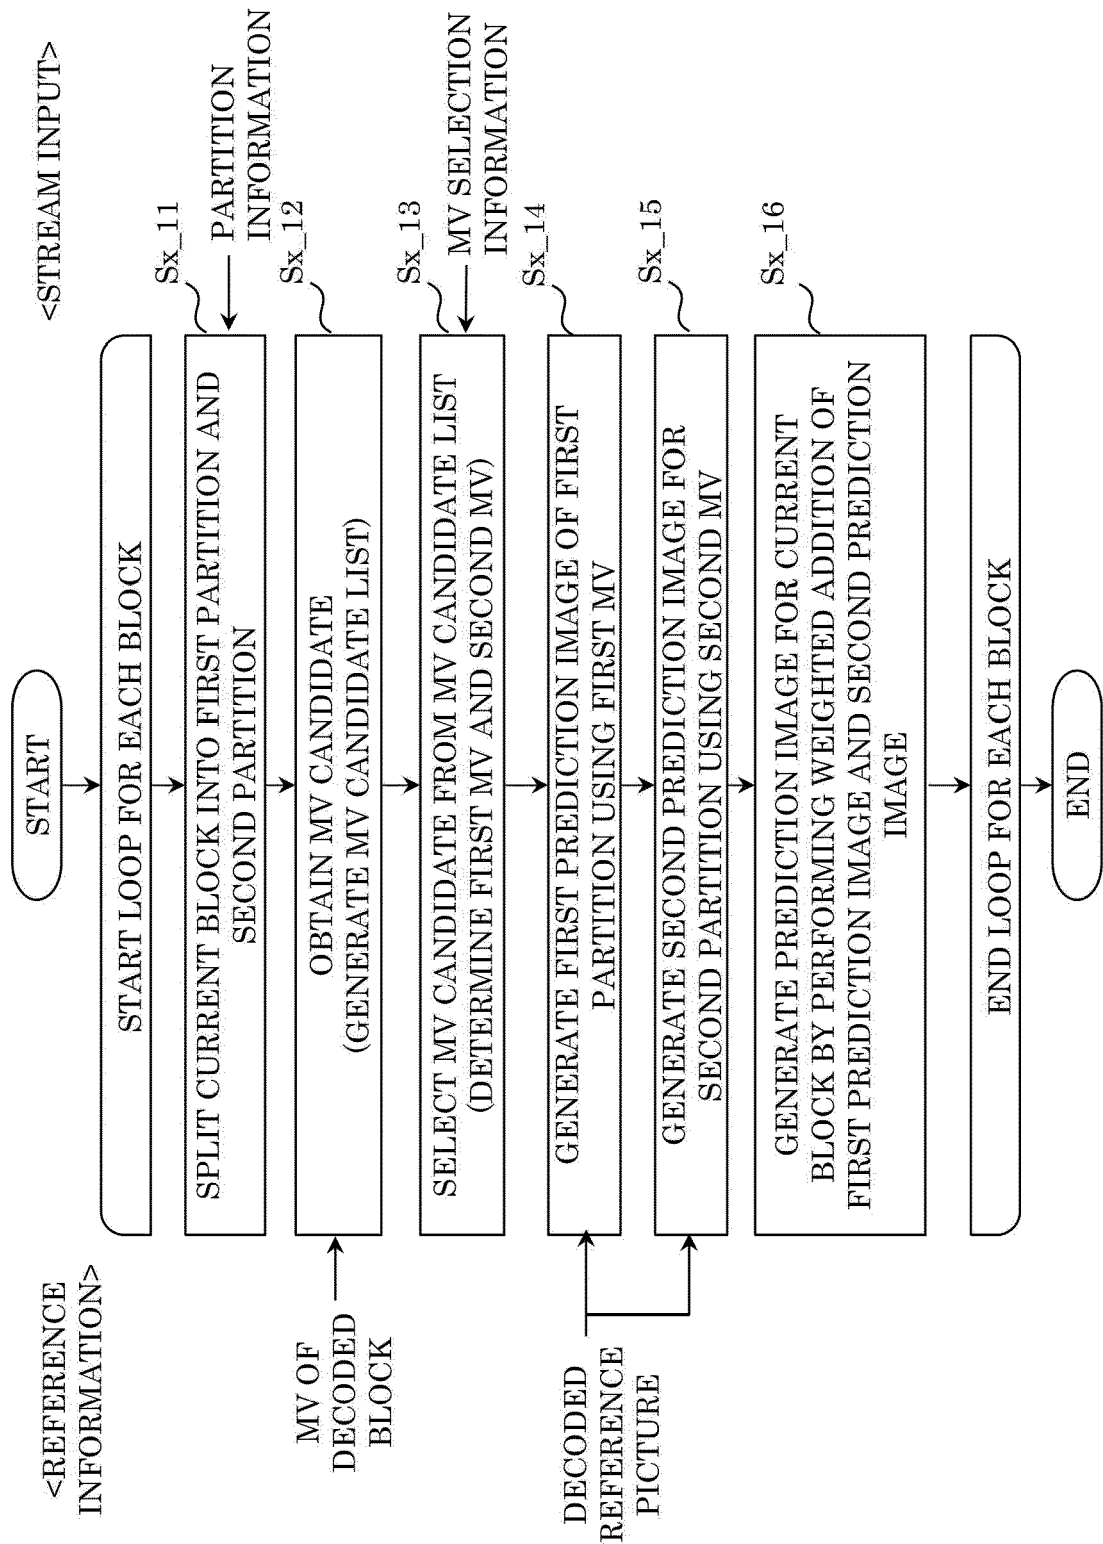 <REFERENCE
INFORMATION>
<STREAM INPUT>
START
START LOOP FOR EACH BLOCK
Sx_11
SPLIT CURRENT BLOCK INTO FIRST PARTITION AND
SECOND PARTITION
PARTITION
INFORMATION
Sx_12
MV OF
DECODED
BLOCK
OBTAIN MV CANDIDATE
(GENERATE MV CANDIDATE LIST)
Sx_13
SELECT MV CANDIDATE FROM MV CANDIDATE LIST
(DETERMINE FIRST MV AND SECOND MV)
MV SELECTION
INFORMATION
Sx_14
DECODED
REFERENCE
PICTURE
GENERATE FIRST PREDICTION IMAGE OF FIRST
PARTITION USING FIRST MV
Sx_15
GENERATE SECOND PREDICTION IMAGE FOR
SECOND PARTITION USING SECOND MV
Sx_16
GENERATE PREDICTION IMAGE FOR CURRENT
BLOCK BY PERFORMING WEIGHTED ADDITION OF
FIRST PREDICTION IMAGE AND SECOND PREDICTION
IMAGE
END LOOP FOR EACH BLOCK
END